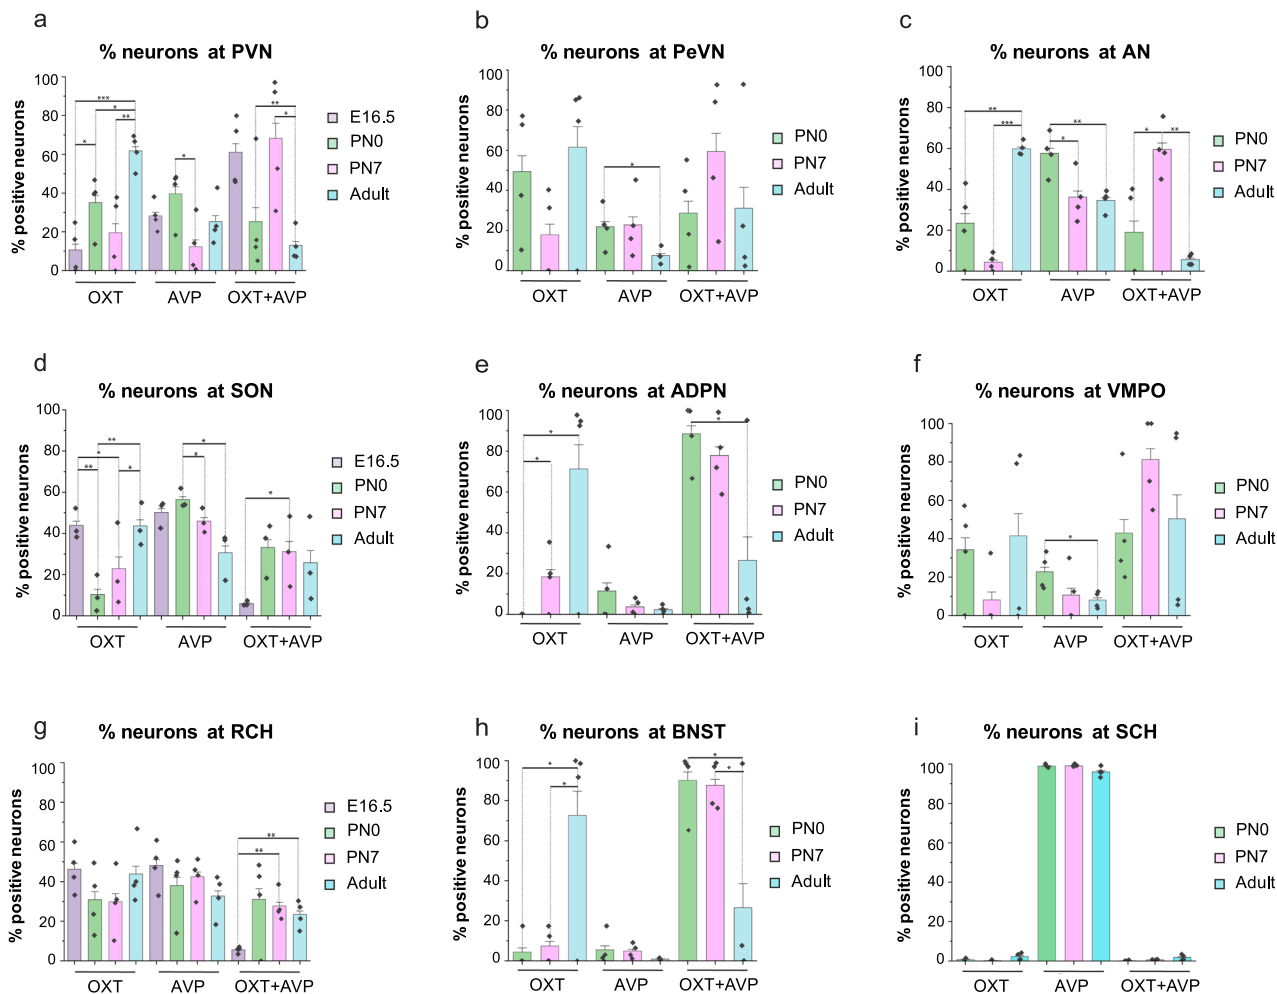 a
% neurons at PVN
% positive neurons
100
80
60
40
20
0
***
*
**
*
*
**
*
OXT
AVP
OXT+AVP
E16.5
PN0
PN7
Adult
b
% neurons at PeVN
% positive neurons
100
80
60
40
20
0
*
OXT
AVP
OXT+AVP
PN0
PN7
Adult
c
% neurons at AN
% positive neurons
100
80
60
40
20
0
**
***
**
*
*
**
OXT
AVP
OXT+AVP
PN0
PN7
Adult
d
% neurons at SON
% positive neurons
100
80
60
40
20
0
**
*
**
*
*
*
*
OXT
AVP
OXT+AVP
E16.5
PN0
PN7
Adult
e
% neurons at ADPN
% positive neurons
100
80
60
40
20
0
*
*
*
OXT
AVP
OXT+AVP
PN0
PN7
Adult
f
% neurons at VMPO
% positive neurons
100
80
60
40
20
0
*
OXT
AVP
OXT+AVP
PN0
PN7
Adult
g
% neurons at RCH
% positive neurons
100
80
60
40
20
0
**
**
OXT
AVP
OXT+AVP
E16.5
PN0
PN7
Adult
h
% neurons at BNST
% positive neurons
100
80
60
40
20
0
*
*
*
*
OXT
AVP
OXT+AVP
PN0
PN7
Adult
i
% neurons at SCH
% positive neurons
100
80
60
40
20
0
OXT
AVP
OXT+AVP
PN0
PN7
Adult